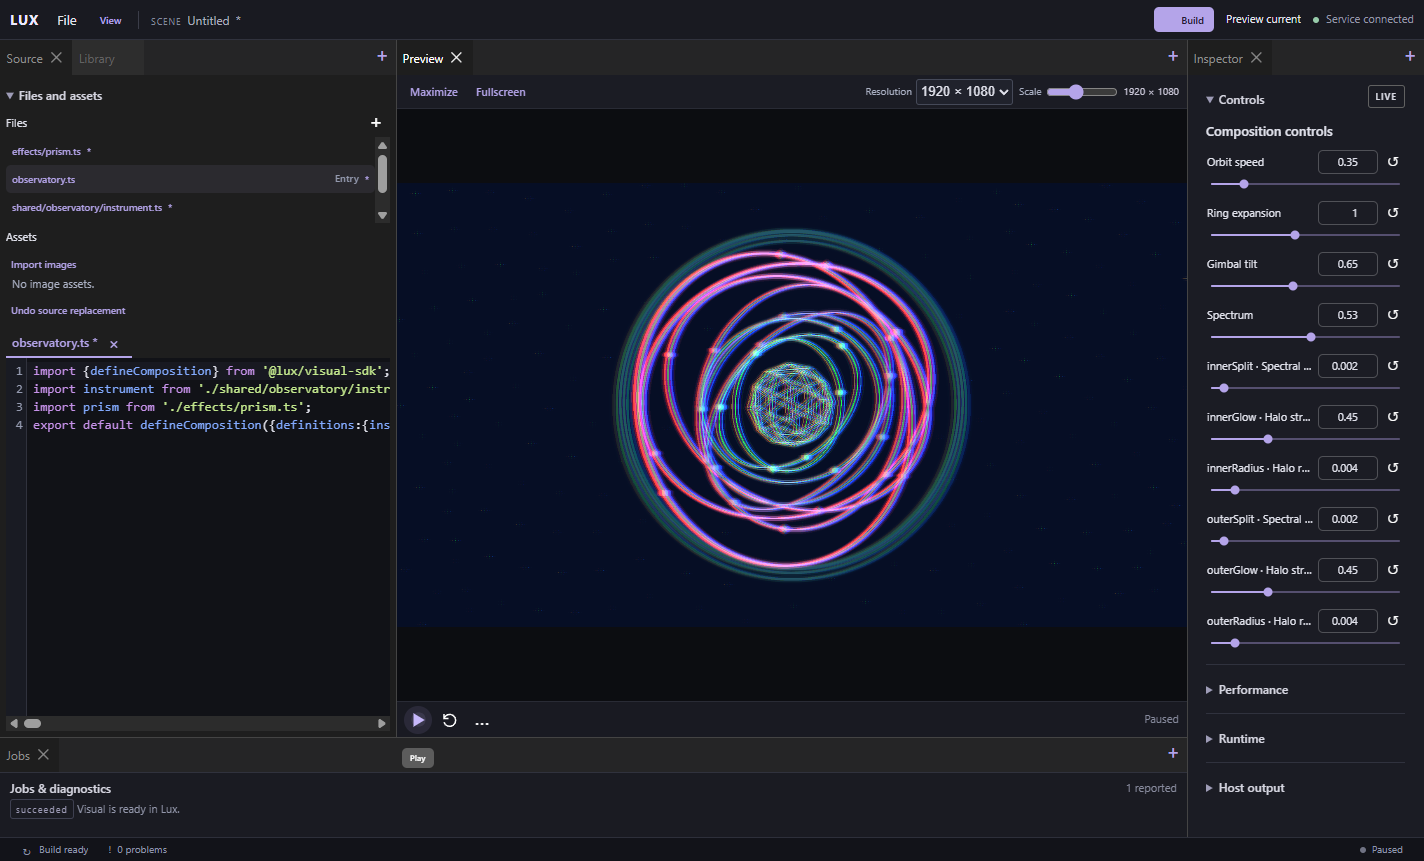 LUX File View SCENE Untitled * Build Preview current Service connected
Source Library + Preview + Inspector +
Maximize Fullscreen Resolution 1920 × 1080 Scale 1920 × 1080
Files and assets
Files +
effects/prism.ts *
observatory.ts Entry *
shared/observatory/instrument.ts *
Assets
Import images
No image assets.
Undo source replacement
observatory.ts * ×
1 import {defineComposition} from '@lux/visual-sdk';
2 import instrument from './shared/observatory/instr
3 import prism from './effects/prism.ts';
4 export default defineComposition({definitions:{ins
Controls LIVE
Composition controls
Orbit speed 0.35
Ring expansion 1
Gimbal tilt 0.65
Spectrum 0.53
innerSplit · Spectral ... 0.002
innerGlow · Halo str... 0.45
innerRadius · Halo r... 0.004
outerSplit · Spectral ... 0.002
outerGlow · Halo str... 0.45
outerRadius · Halo r... 0.004
Performance
Runtime
Host output
... Paused
Jobs Play +
Jobs & diagnostics 1 reported
succeeded Visual is ready in Lux.
Build ready ! 0 problems Paused